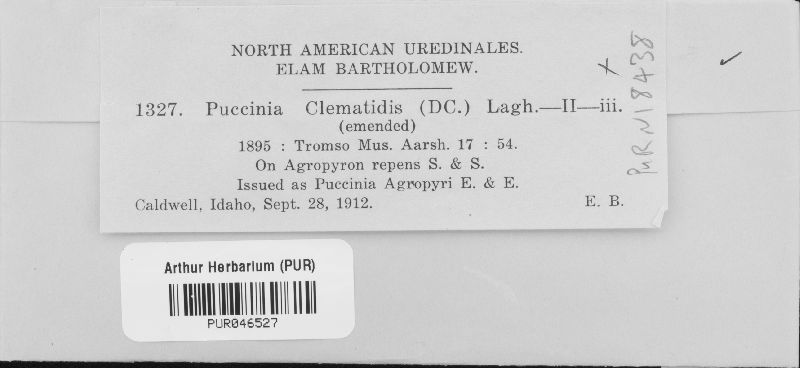 NORTH AMERICAN UREDINALES.
ELAM BARTHOLOMEW.
1327. Puccinia Clematidis (DC.) Lagh.—II—iii.
(emended)
1895 : Tromso Mus. Aarsh. 17 : 54.
On Agropyron repens S. & S.
Issued as Puccinia Agropyri E. & E.
Caldwell, Idaho, Sept. 28, 1912. E. B.
PUR N18438
Arthur Herbarium (PUR)
PUR046527